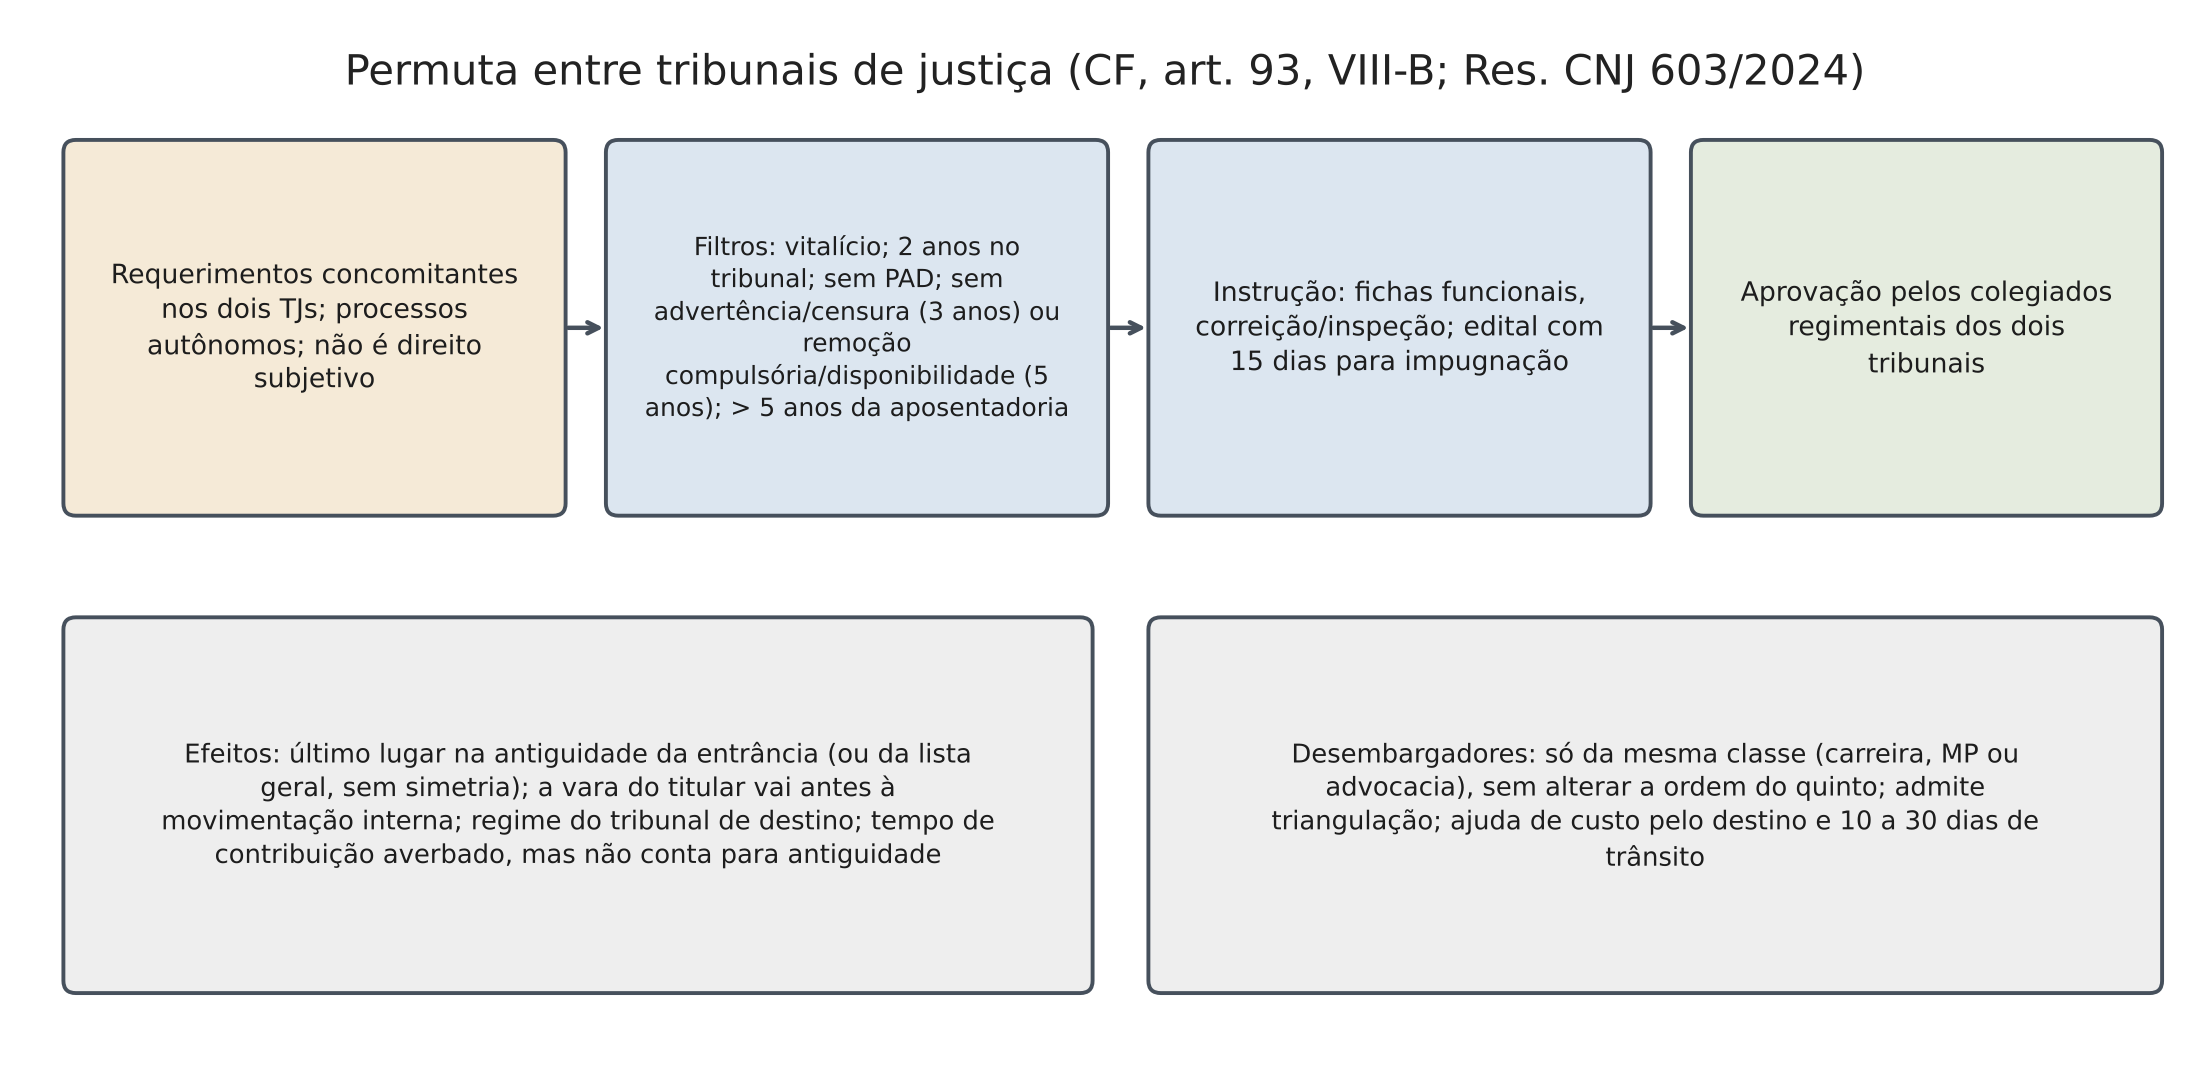 Permuta entre tribunais de justiça (CF, art. 93, VIII-B; Res. CNJ 603/2024)
Requerimentos concomitantes
nos dois TJs; processos
autônomos; não é direito
subjetivo
Filtros: vitalício; 2 anos no
tribunal; sem PAD; sem
advertência/censura (3 anos) ou
remoção
compulsória/disponibilidade (5
anos); > 5 anos da aposentadoria
Instrução: fichas funcionais,
correição/inspeção; edital com
15 dias para impugnação
Aprovação pelos colegiados
regimentais dos dois
tribunais
Efeitos: último lugar na antiguidade da entrância (ou da lista
geral, sem simetria); a vara do titular vai antes à
movimentação interna; regime do tribunal de destino; tempo de
contribuição averbado, mas não conta para antiguidade
Desembargadores: só da mesma classe (carreira, MP ou
advocacia), sem alterar a ordem do quinto; admite
triangulação; ajuda de custo pelo destino e 10 a 30 dias de
trânsito